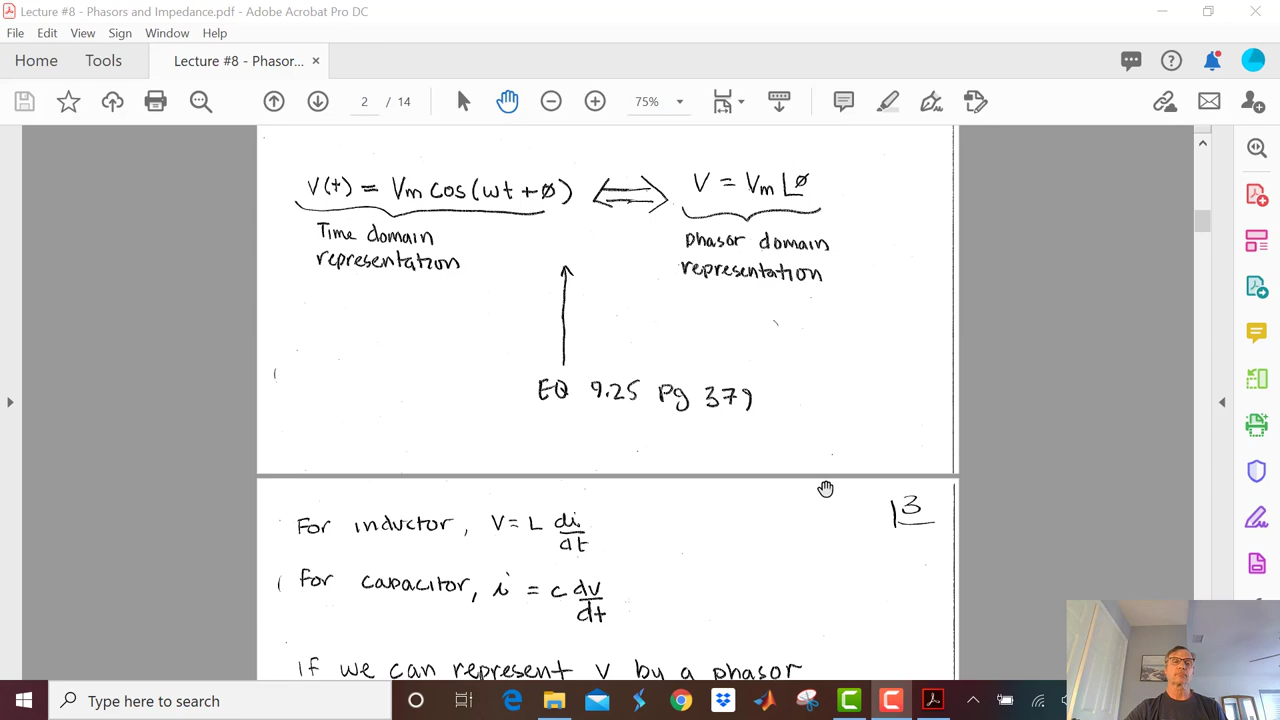 Lecture #8 - Phasors and Impedance.pdf - Adobe Acrobat Pro DC
File Edit View Sign Window Help
Home Tools Lecture #8 - Phasor... ×
2 / 14 75%
V(t) = Vm cos(ωt + ø) ⟺ V = Vm ∠ø
Time domain
representation
phasor domain
representation
EQ 9.25 Pg 379
13
For inductor, V = L di/dt
For capacitor, i = c dv/dt
If we can represent v by a phasor
Type here to search